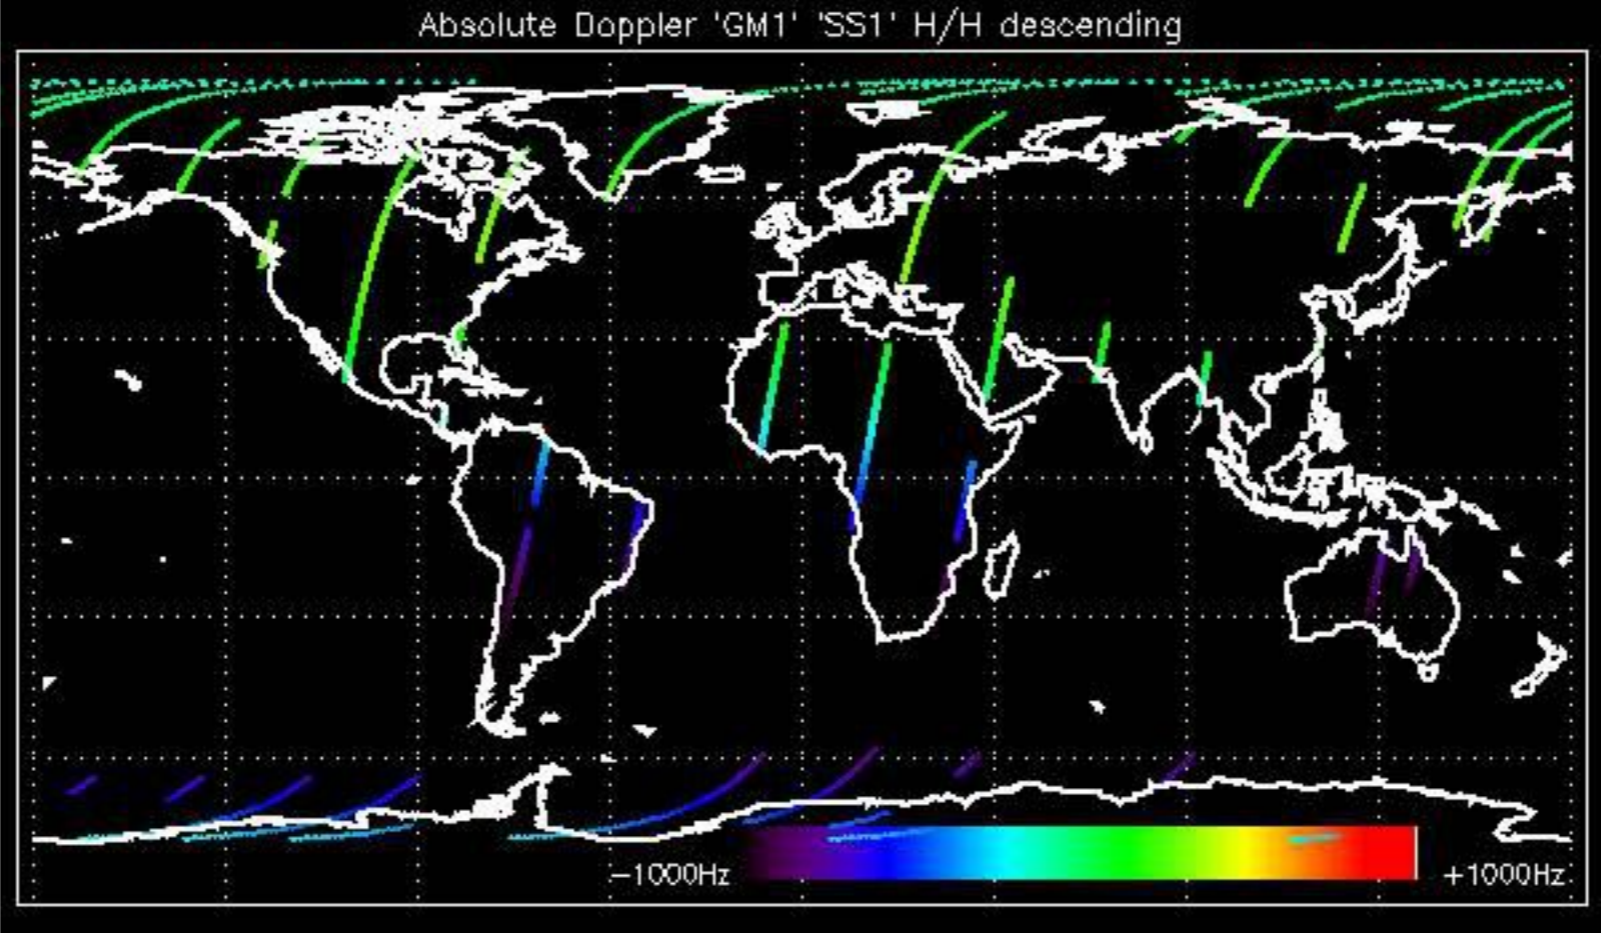 Absolute Doppler 'GM1' 'SS1' H/H descending
−1000Hz
+1000Hz